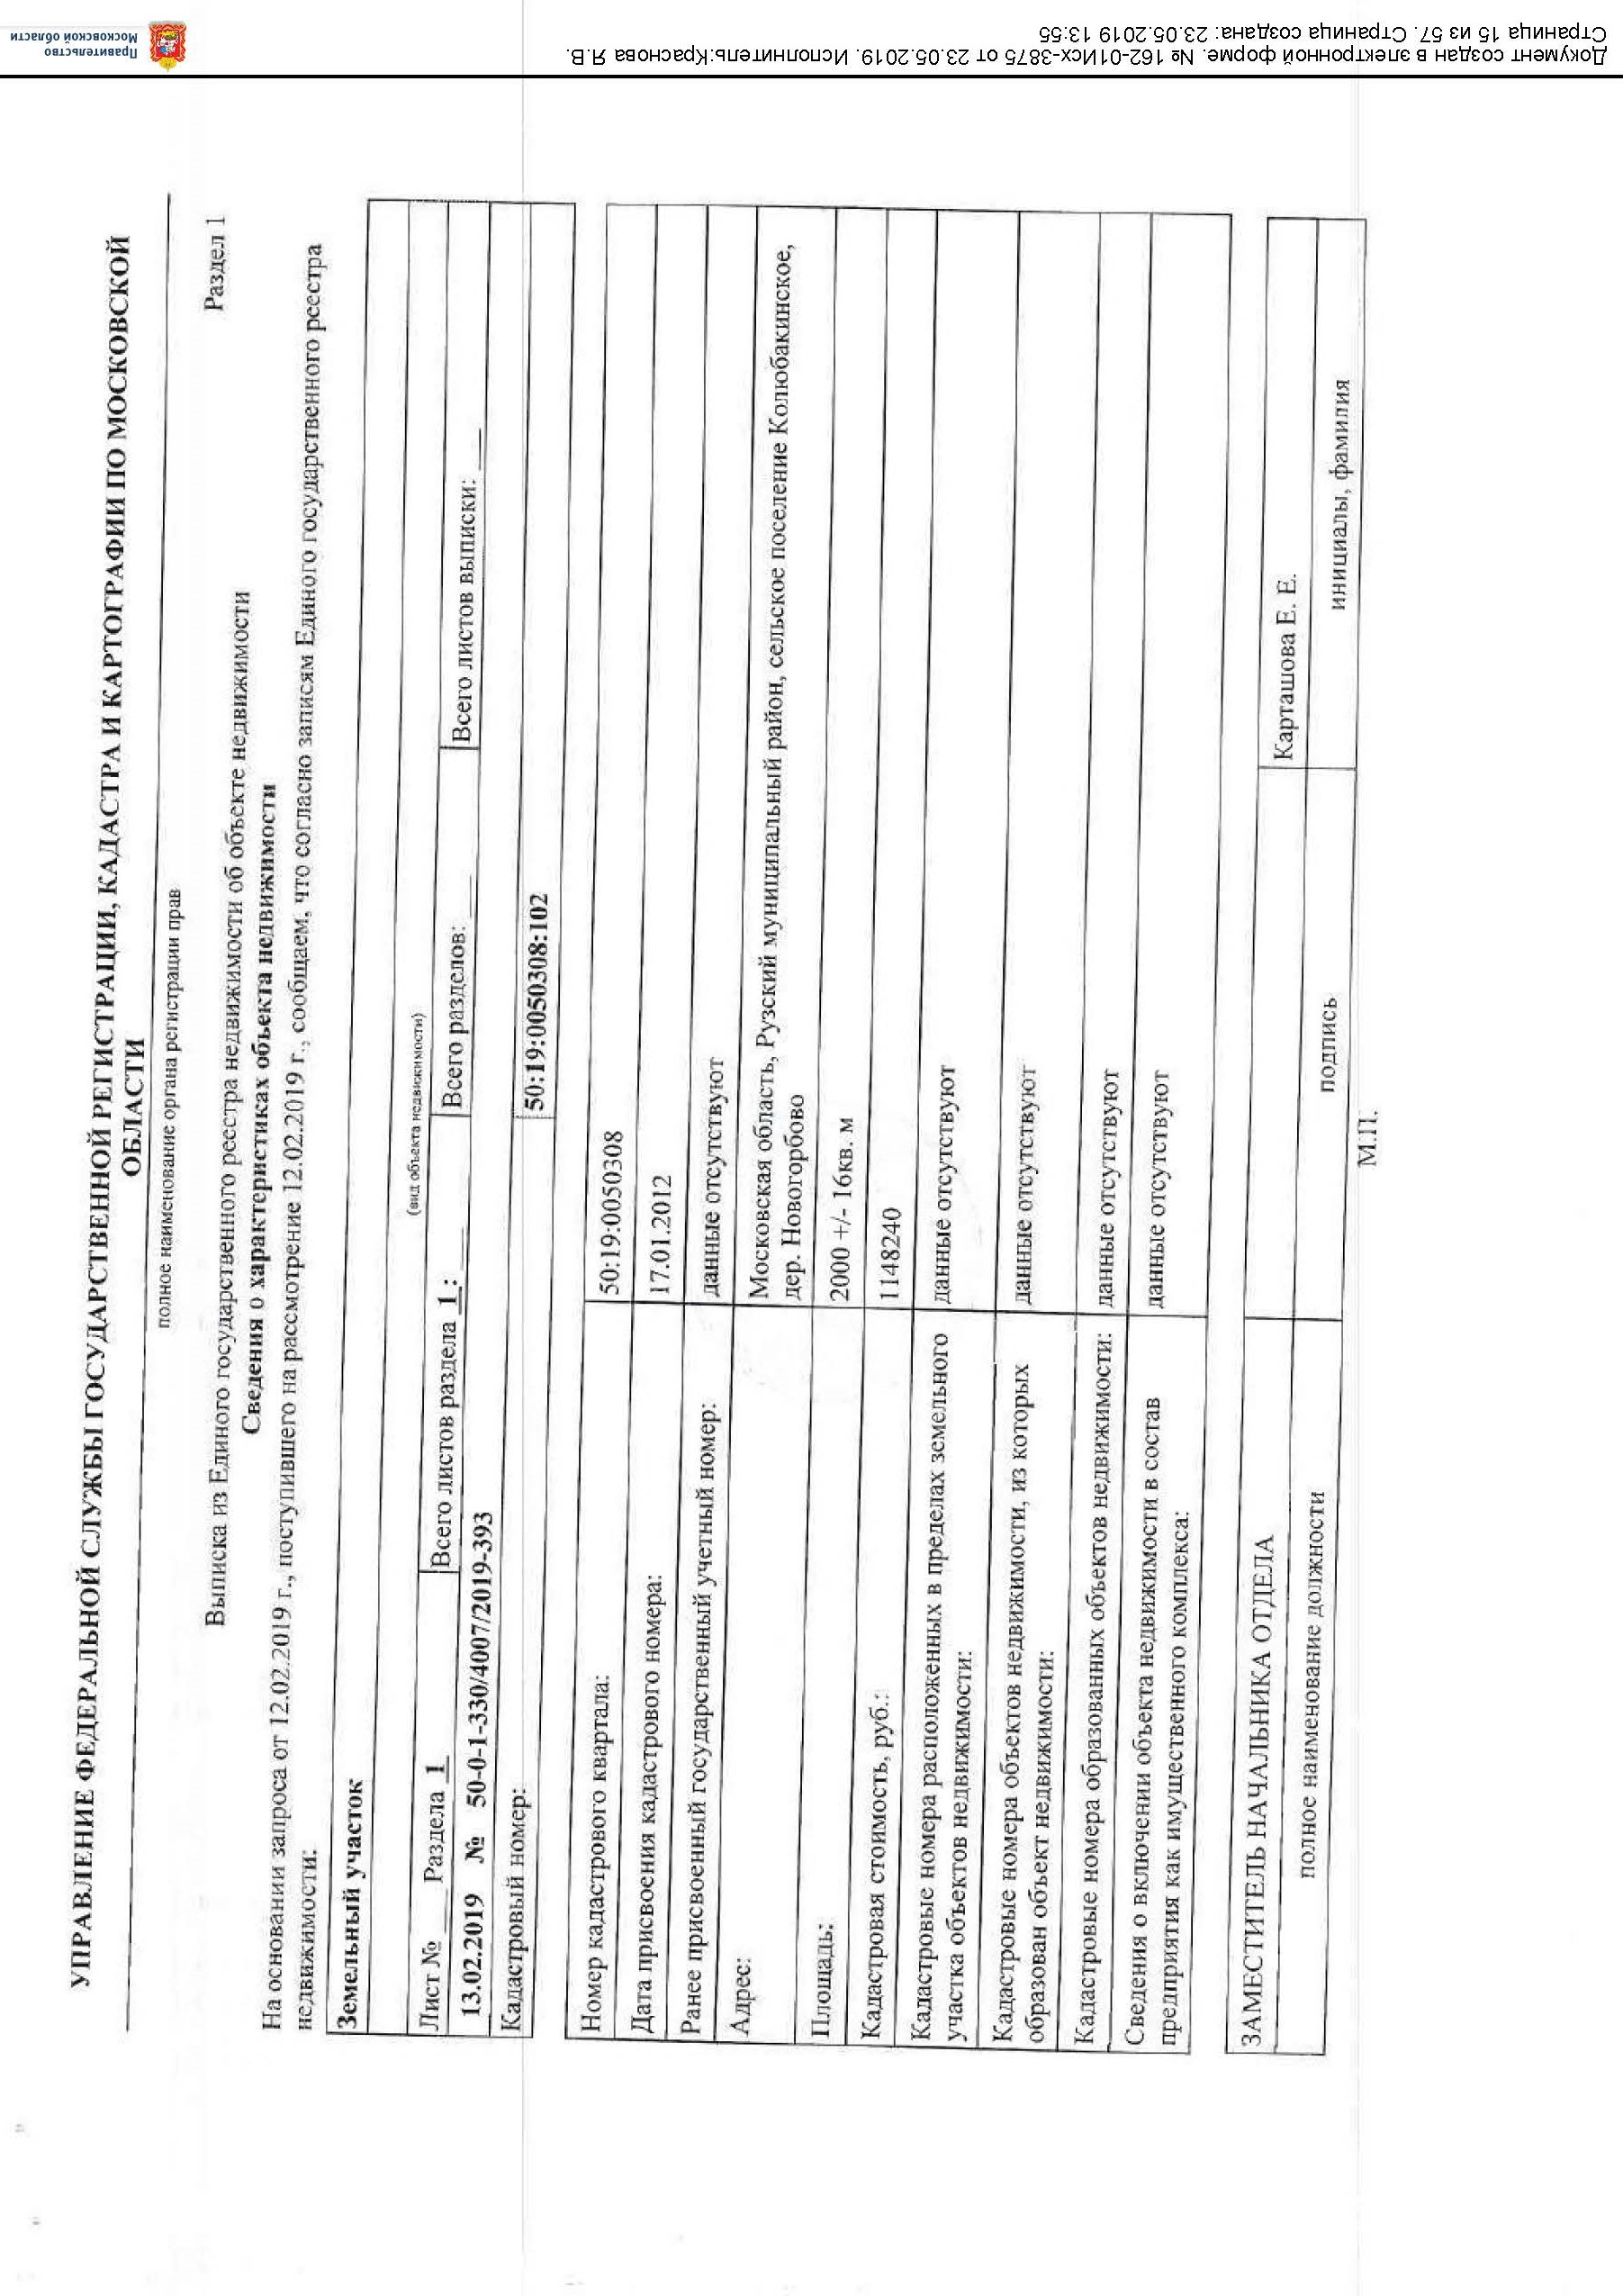 Документ создан в электронной форме. № 162-01Исх-3875 от 23.05.2019. Исполнитель:Краснова Я.В.
Страница 15 из 57. Страница создана: 23.05.2019 13:55
Правительство
Московской области
УПРАВЛЕНИЕ ФЕДЕРАЛЬНОЙ СЛУЖБЫ ГОСУДАРСТВЕННОЙ РЕГИСТРАЦИИ, КАДАСТРА И КАРТОГРАФИИ ПО МОСКОВСКОЙ
ОБЛАСТИ
полное наименование органа регистрации прав
Раздел 1
Выписка из Единого государственного реестра недвижимости об объекте недвижимости
Сведения о характеристиках объекта недвижимости
На основании запроса от 12.02.2019 г., поступившего на рассмотрение 12.02.2019 г., сообщаем, что согласно записям Единого государственного реестра
недвижимости:
Земельный участок
(вид объекта недвижимости)
Лист № ___ Раздела 1 Всего листов раздела 1 : ___ Всего разделов: ___ Всего листов выписки: ___
13.02.2019 № 50-0-1-330/4007/2019-393
Кадастровый номер: 50:19:0050308:102
Номер кадастрового квартала: 50:19:0050308
Дата присвоения кадастрового номера: 17.01.2012
Ранее присвоенный государственный учетный номер: данные отсутствуют
Адрес: Московская область, Рузский муниципальный район, сельское поселение Колюбакинское,
дер. Новогорбово
Площадь: 2000 +/- 16кв. м
Кадастровая стоимость, руб.: 1148240
Кадастровые номера расположенных в пределах земельного
участка объектов недвижимости: данные отсутствуют
Кадастровые номера объектов недвижимости, из которых
образован объект недвижимости: данные отсутствуют
Кадастровые номера образованных объектов недвижимости: данные отсутствуют
Сведения о включении объекта недвижимости в состав
предприятия как имущественного комплекса: данные отсутствуют
ЗАМЕСТИТЕЛЬ НАЧАЛЬНИКА ОТДЕЛА Карташова Е. Е.
полное наименование должности подпись инициалы, фамилия
М.П.